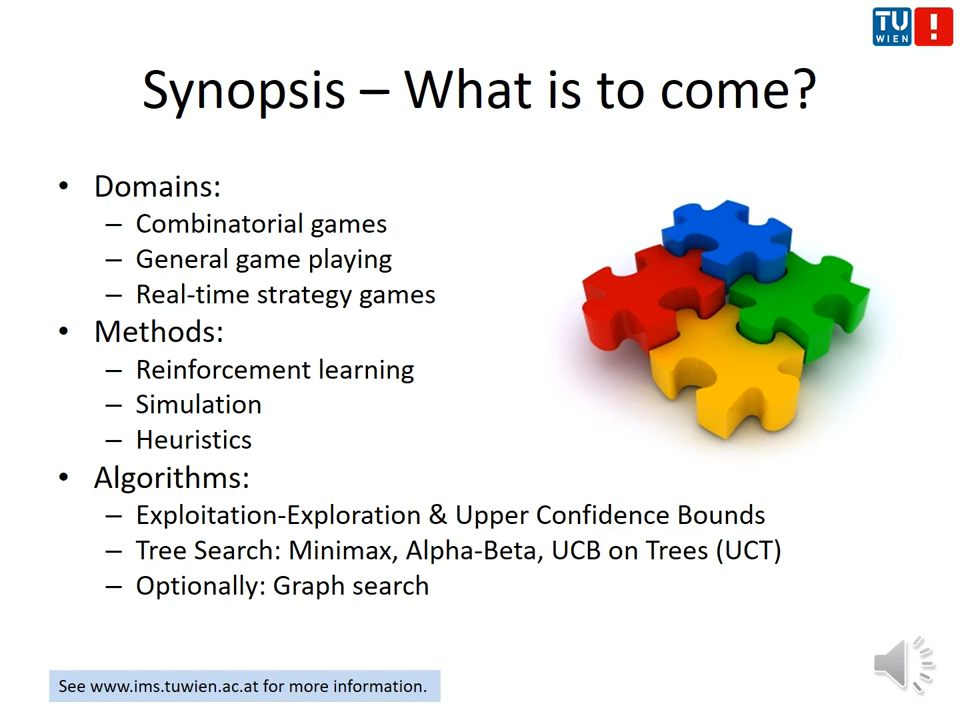 TU
WIEN
!
Synopsis – What is to come?
• Domains:
– Combinatorial games
– General game playing
– Real-time strategy games
• Methods:
– Reinforcement learning
– Simulation
– Heuristics
• Algorithms:
– Exploitation-Exploration & Upper Confidence Bounds
– Tree Search: Minimax, Alpha-Beta, UCB on Trees (UCT)
– Optionally: Graph search
See www.ims.tuwien.ac.at for more information.